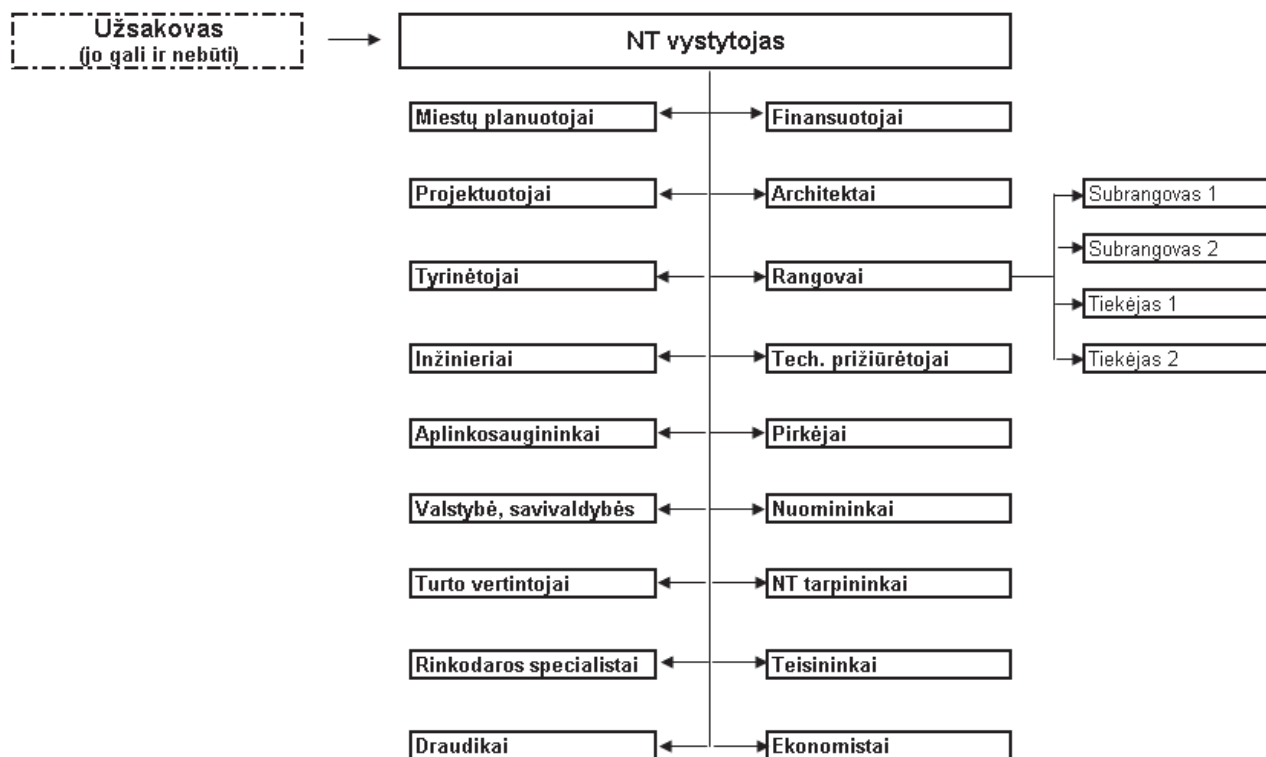 Užsakovas
(jo gali ir nebūti)
NT vystytojas
Miestų planuotojai
Finansuotojai
Projektuotojai
Architektai
Subrangovas 1
Subrangovas 2
Tyrinėtojai
Rangovai
Tiekėjas 1
Inžinieriai
Tech. prižiūrėtojai
Tiekėjas 2
Aplinkosaugininkai
Pirkėjai
Valstybė, savivaldybės
Nuomininkai
Turto vertintojai
NT tarpininkai
Rinkodaros specialistai
Teisininkai
Draudikai
Ekonomistai